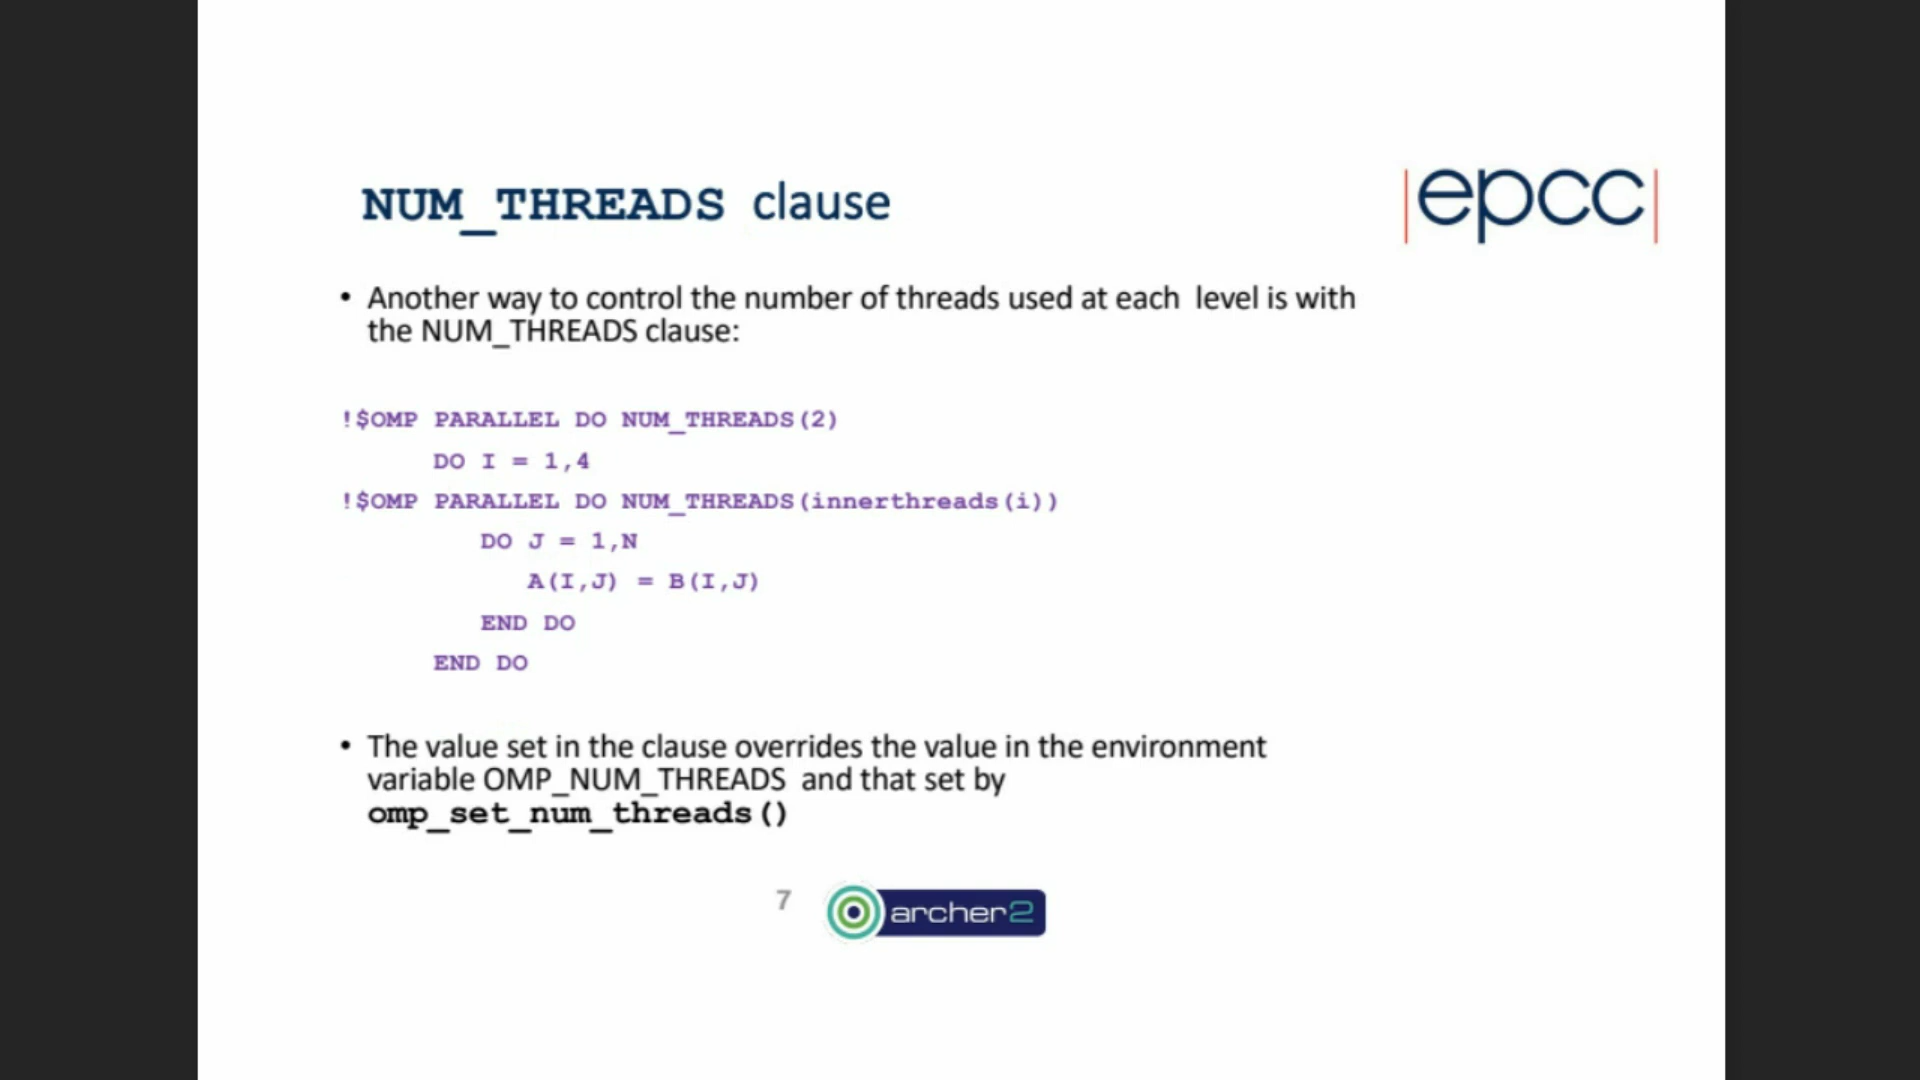 NUM_THREADS clause
|epcc|
• Another way to control the number of threads used at each level is with
the NUM_THREADS clause:
!$OMP PARALLEL DO NUM_THREADS(2)
DO I = 1,4
!$OMP PARALLEL DO NUM_THREADS(innerthreads(i))
DO J = 1,N
A(I,J) = B(I,J)
END DO
END DO
• The value set in the clause overrides the value in the environment
variable OMP_NUM_THREADS and that set by
omp_set_num_threads()
7
archer2